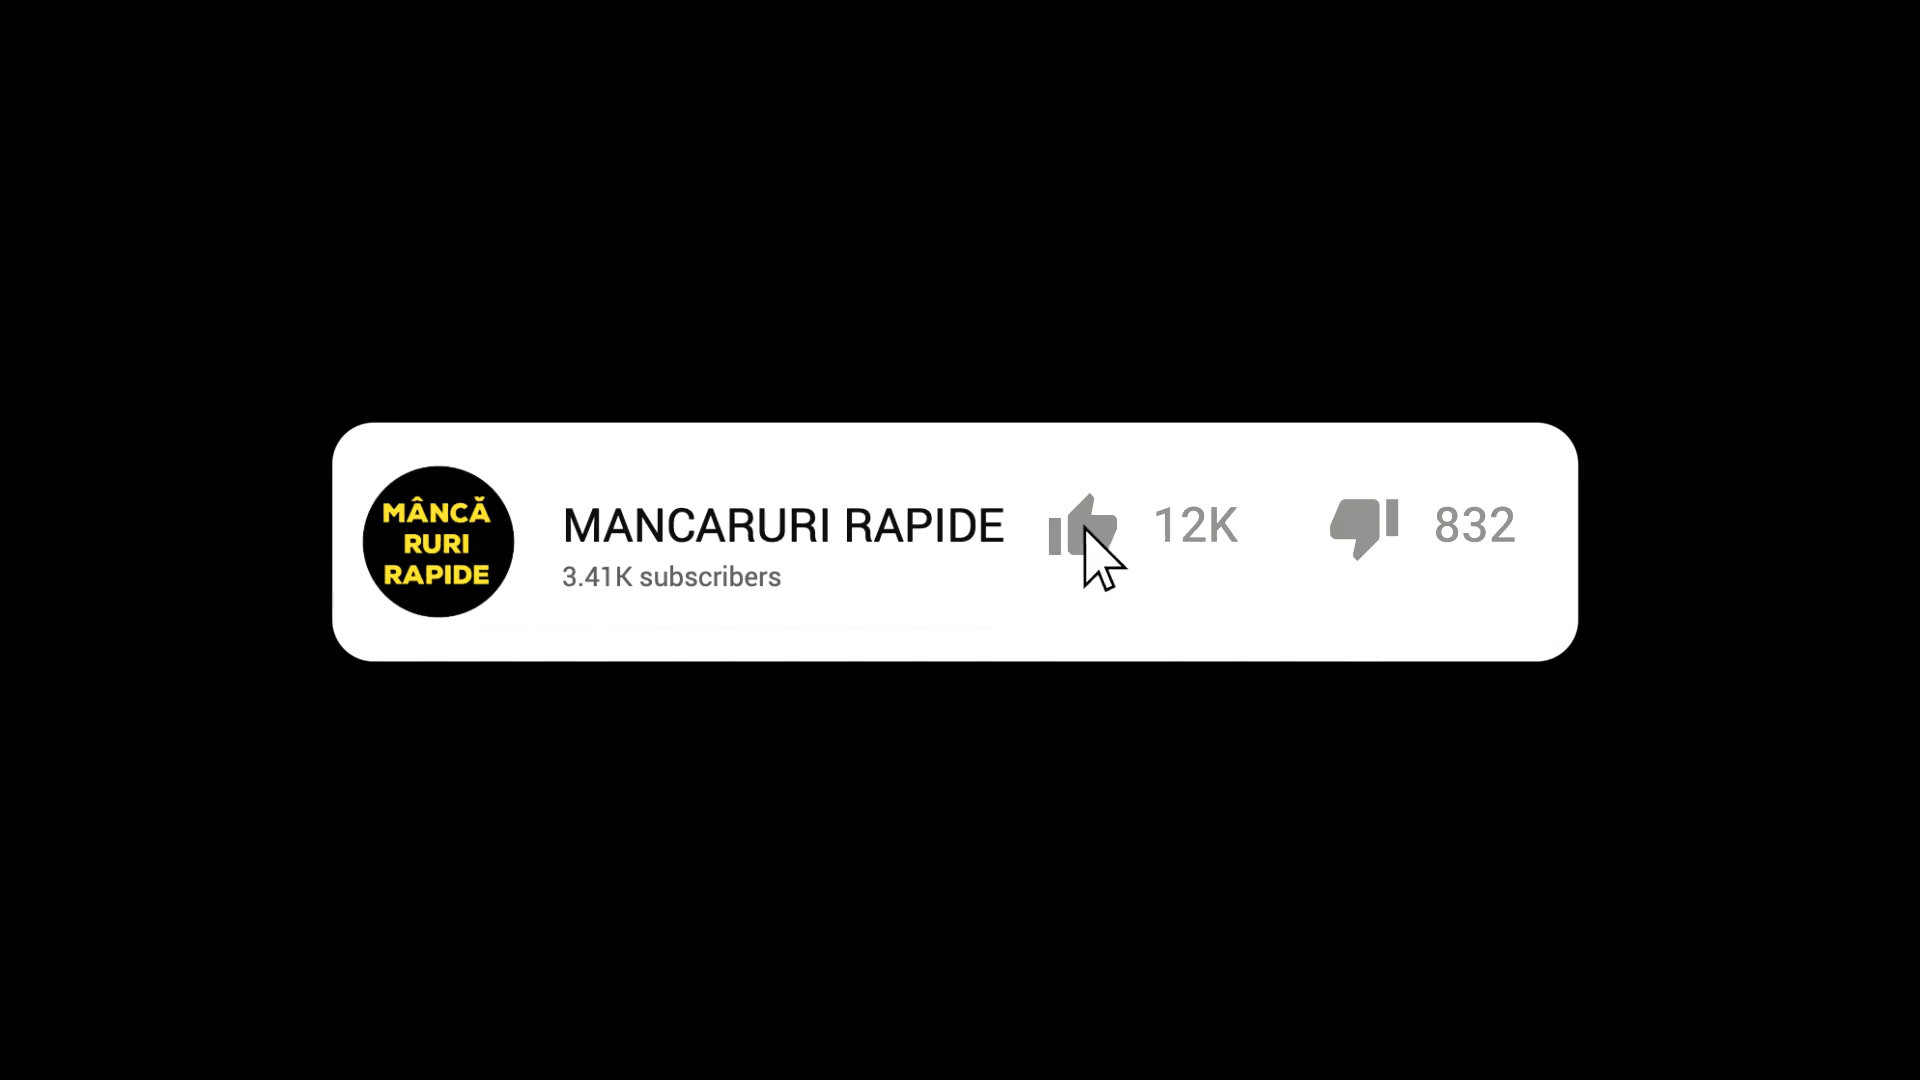 MÂNCĂ
RURI
RAPIDE
MANCARURI RAPIDE
3.41K subscribers
12K
832